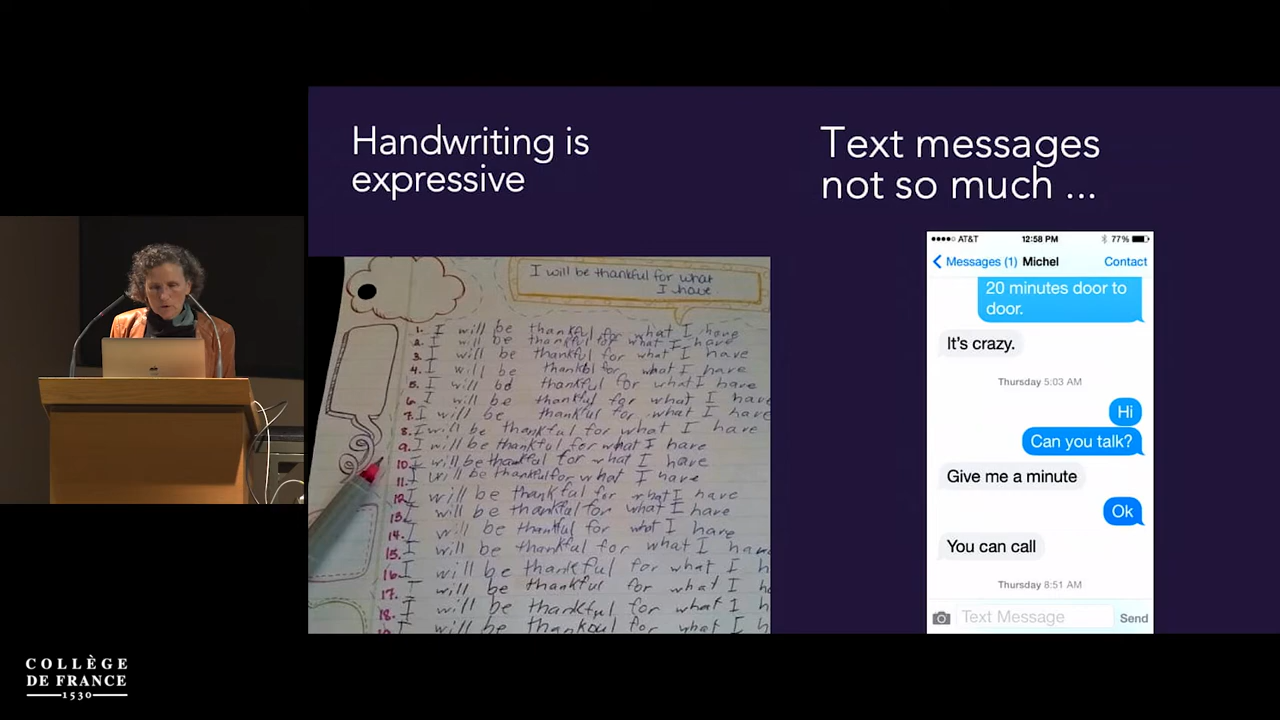 Handwriting is
expressive
Text messages
not so much ...
I will be thankful for what
I have
1. I will be thankful for what I have
2. I will be thankful for what I have
3. I will be thankful for what I have
4. I will be thankful for what I have
5. I will be thankful for what I have
6. I will be thankful for what I have
7. I will be thankful for what I have
8. I will be thankful for what I have
9. I will be thankful for what I have
10. I will be thankful for what I have
11. I will be thankful for what I have
12. I will be thankful for what I have
13. I will be thankful for what I have
14. I will be thankful for what I have
15. I will be thankful for what I have
16. I will be thankful for what I h
17. I will be thankful for what I h
18. I will be thankful for what I h
I will be thankful for what I h
AT&T 12:58 PM 77%
Messages (1) Michel Contact
20 minutes door to
door.
It's crazy.
Thursday 5:03 AM
Hi
Can you talk?
Give me a minute
Ok
You can call
Thursday 8:51 AM
Text Message Send
COLLÈGE
DE FRANCE
1530